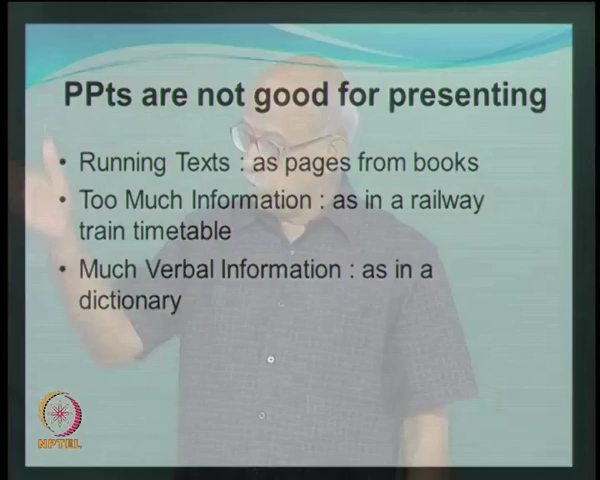 PPts are not good for presenting
• Running Texts : as pages from books
• Too Much Information : as in a railway
train timetable
• Much Verbal Information : as in a
dictionary
NPTEL